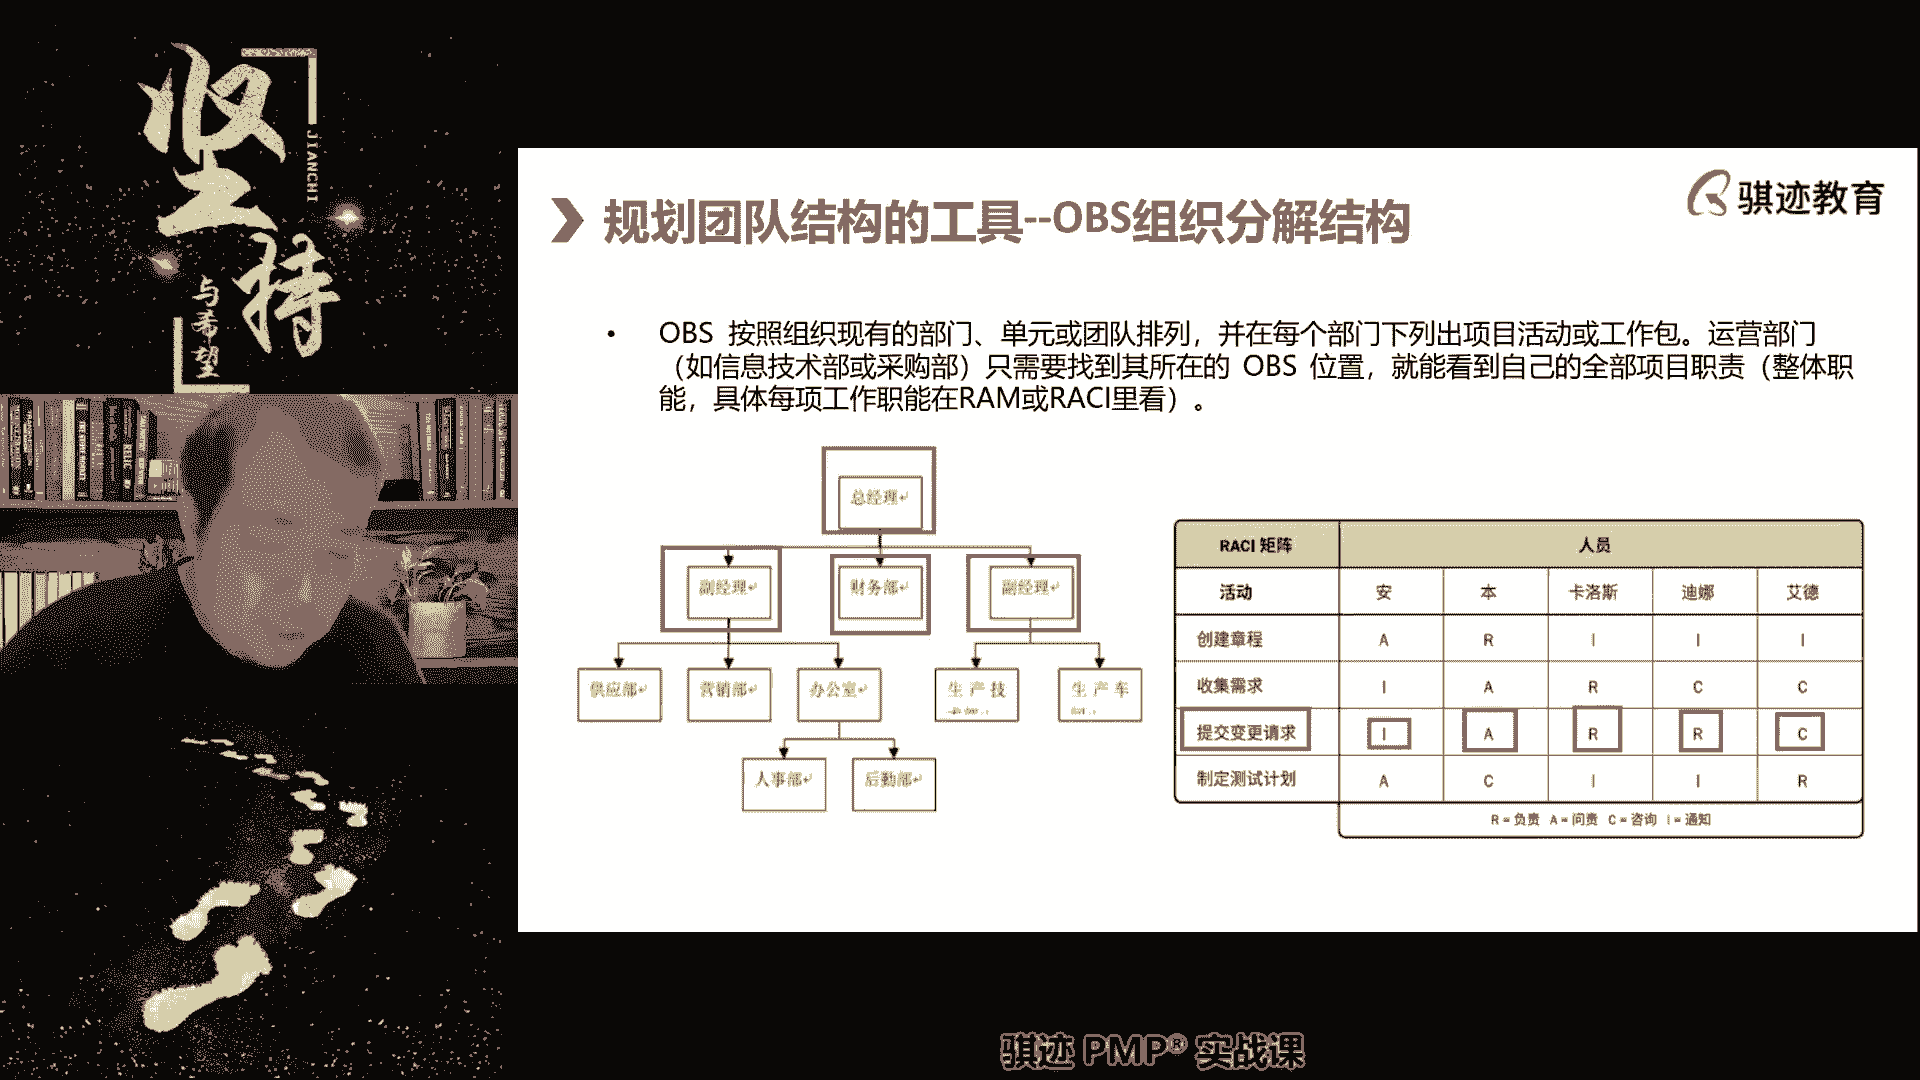 坚持
JIANCHI
与希望
骐迹教育
规划团队结构的工具--OBS组织分解结构
• OBS 按照组织现有的部门、单元或团队排列，并在每个部门下列出项目活动或工作包。运营部门
（如信息技术部或采购部）只需要找到其所在的 OBS 位置，就能看到自己的全部项目职责（整体职
能，具体每项工作职能在RAM或RACI里看）。
总经理
副经理 财务部 副经理
供应部 营销部 办公室 生产技 生产车
人事部 后勤部
RACI 矩阵 人员
活动 安 本 卡洛斯 迪娜 艾德
创建章程 A R I I I
收集需求 I A R C C
提交变更请求 I A R R C
制定测试计划 A C I I R
R = 负责 A = 问责 C = 咨询 I = 通知
骐迹 PMP® 实战课